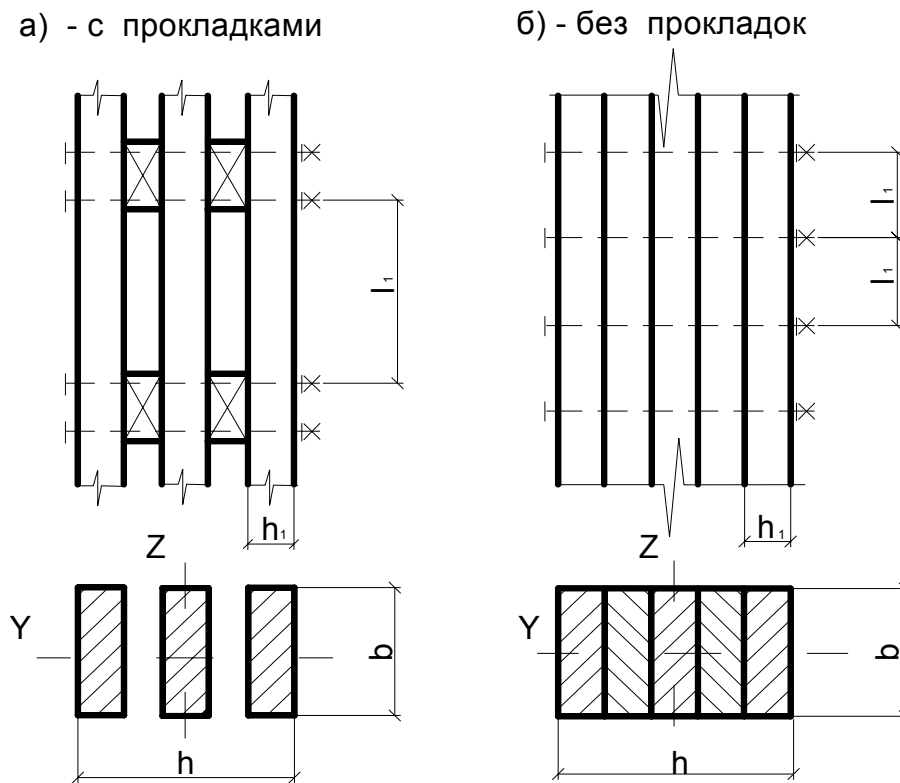 а) - с прокладками
б) - без прокладок
l₁
l₁
l₁
h₁
h₁
Z
Z
Y
Y
b
b
h
h